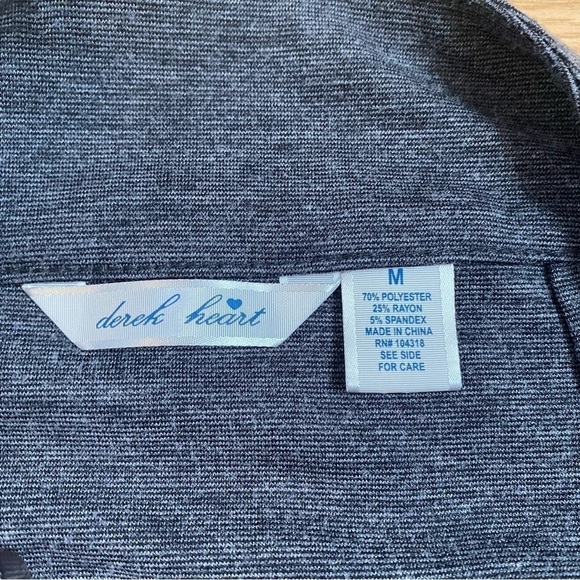 derek heart
M
70% POLYESTER
25% RAYON
5% SPANDEX
MADE IN CHINA
RN# 104318
SEE SIDE
FOR CARE